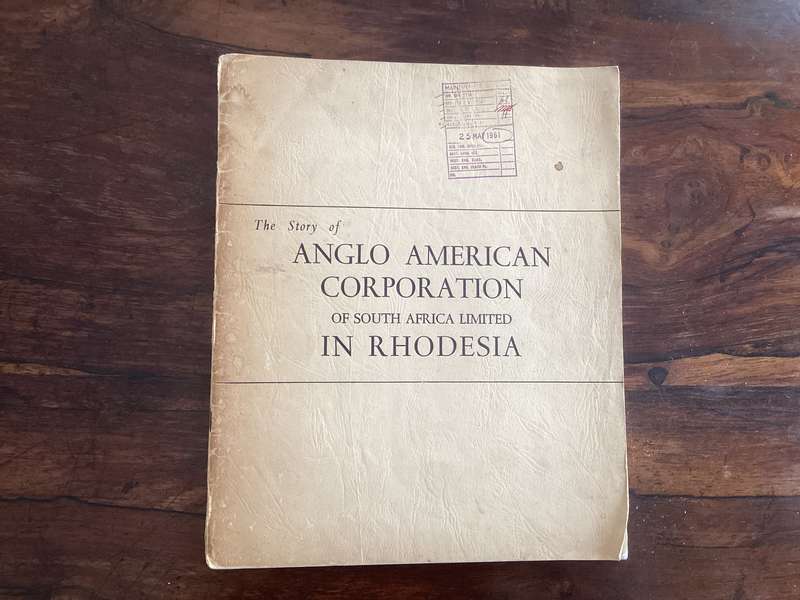 25 MAY 1961
The Story of
ANGLO AMERICAN
CORPORATION
OF SOUTH AFRICA LIMITED
IN RHODESIA